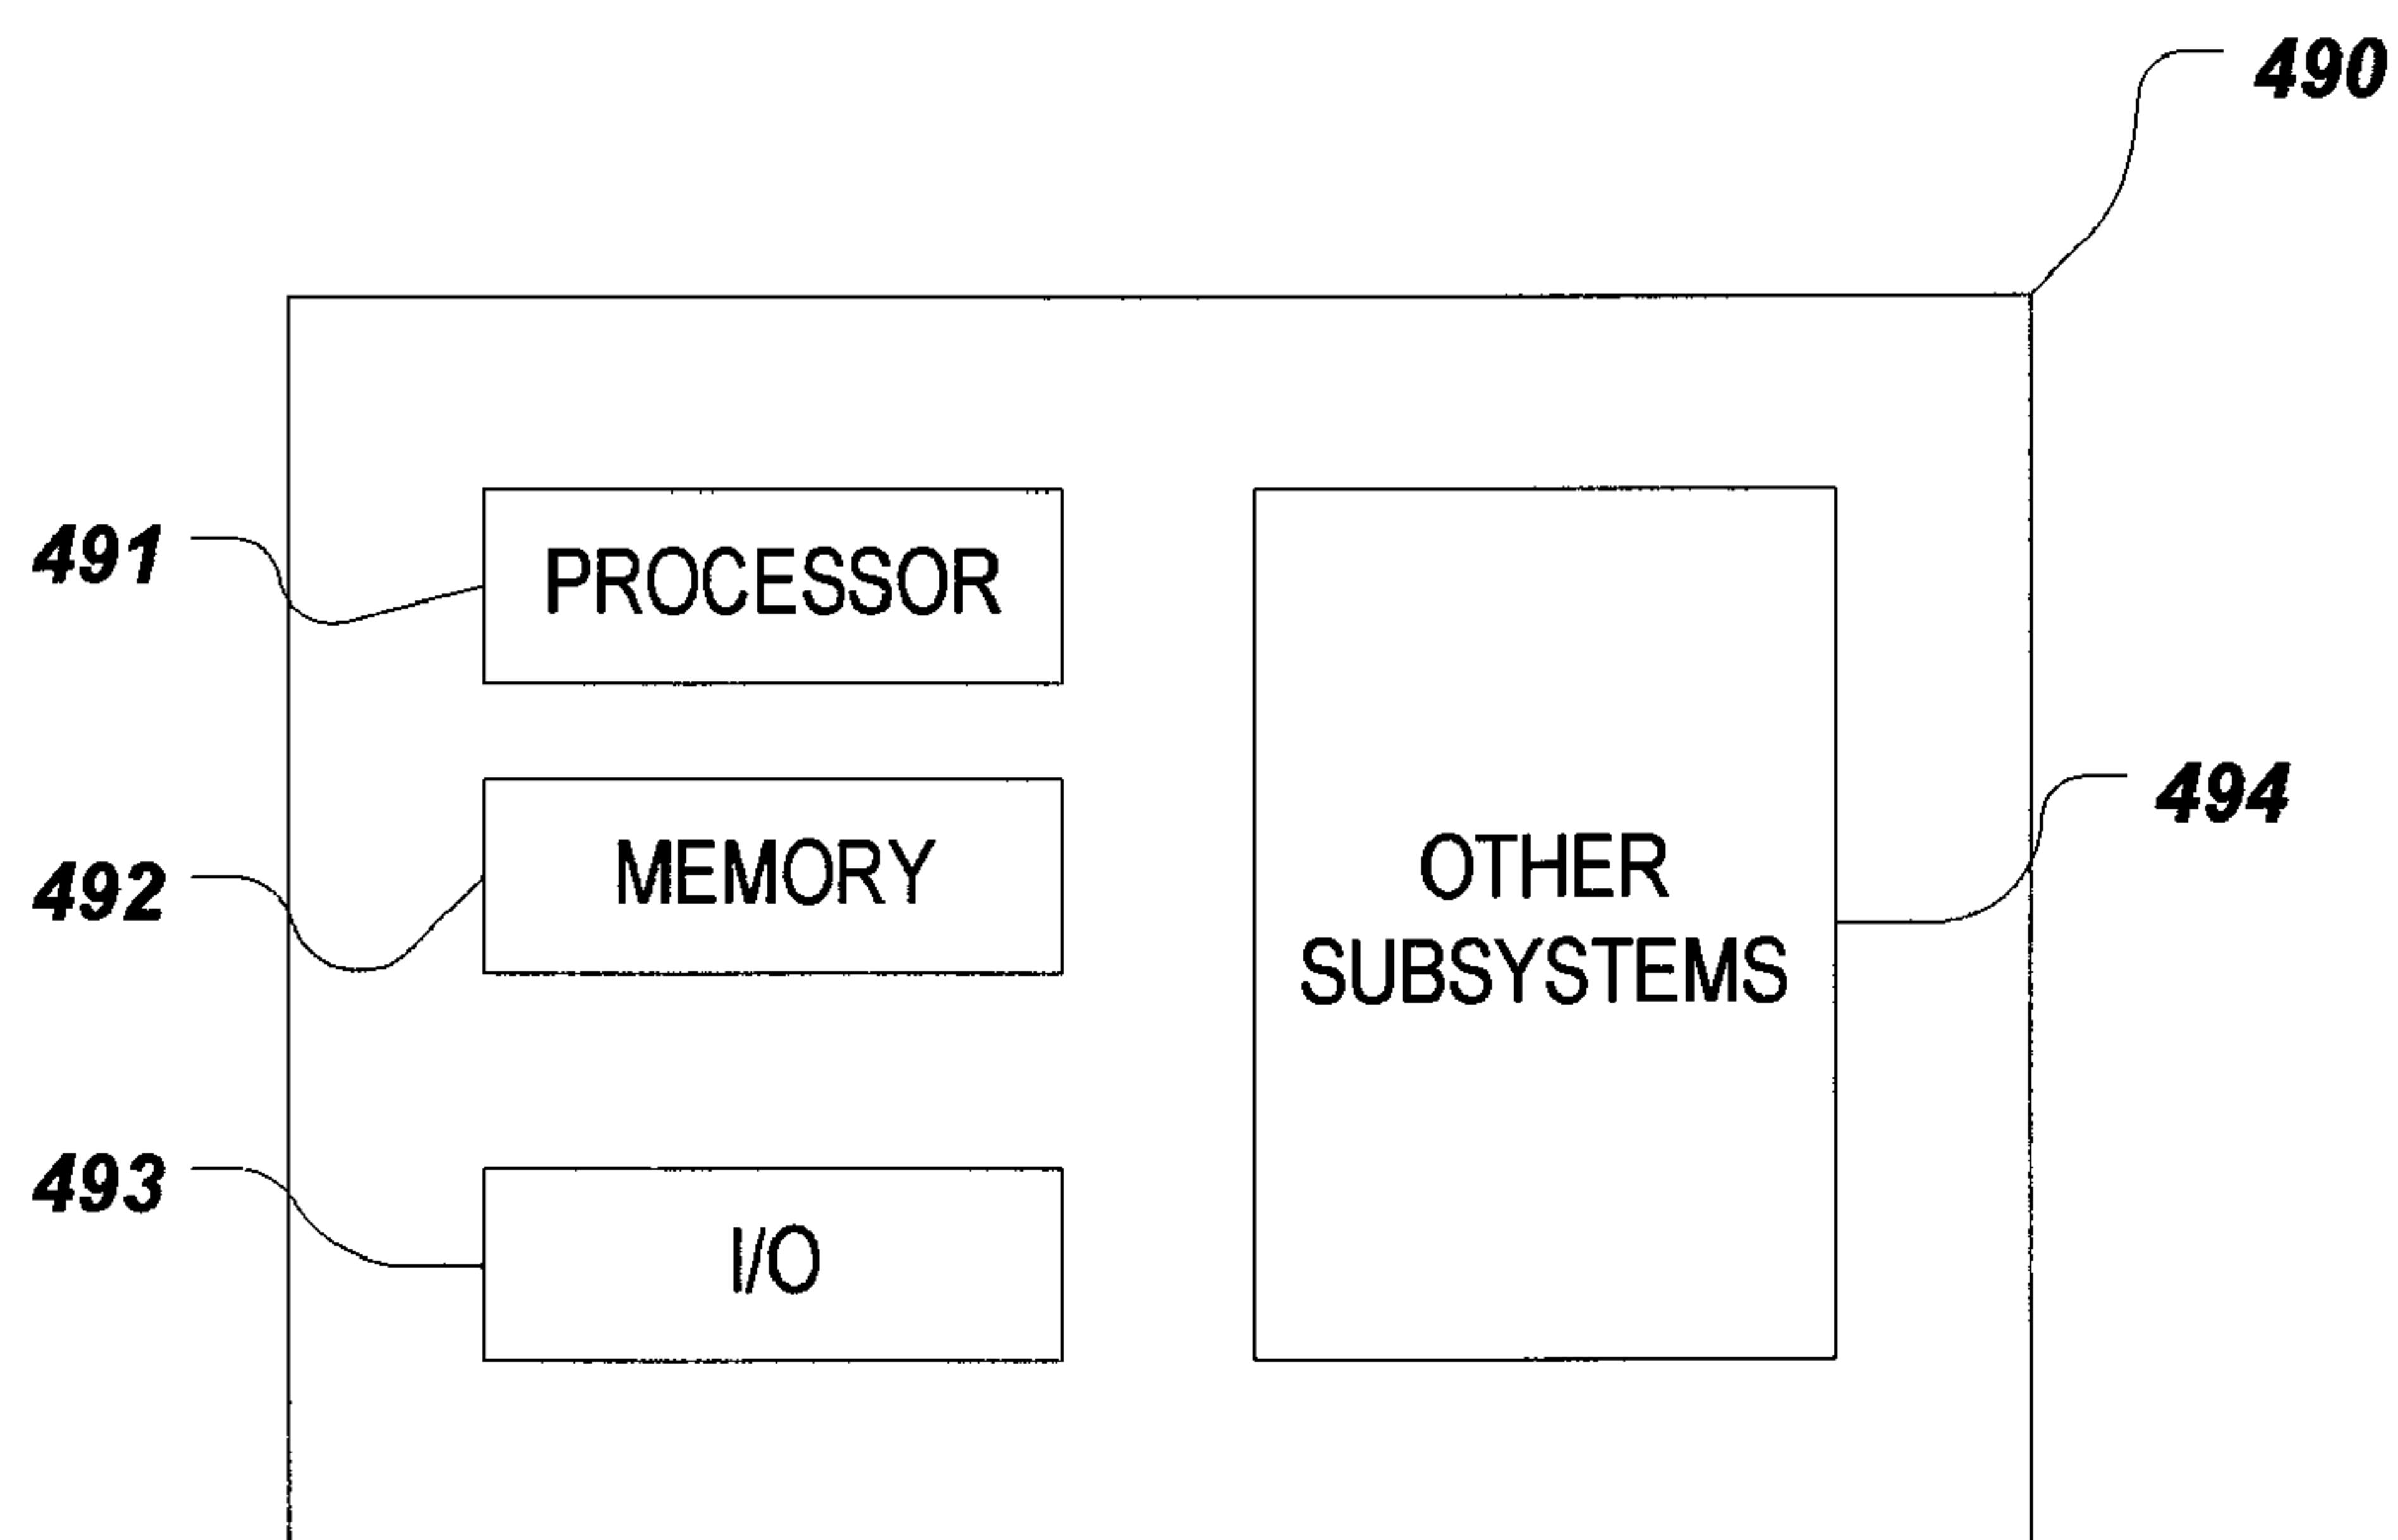 490
491
PROCESSOR
492
MEMORY
OTHER
SUBSYSTEMS
494
493
I/O